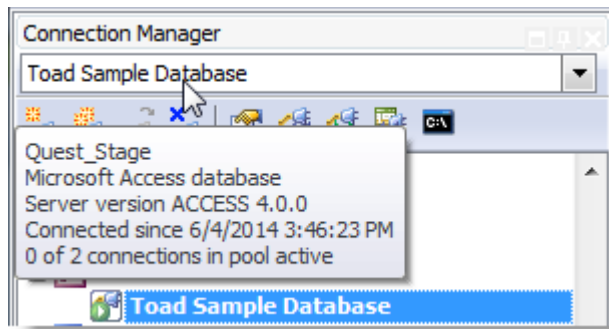 Connection Manager
Toad Sample Database
C:\
Quest_Stage
Microsoft Access database
Server version ACCESS 4.0.0
Connected since 6/4/2014 3:46:23 PM
0 of 2 connections in pool active
Toad Sample Database